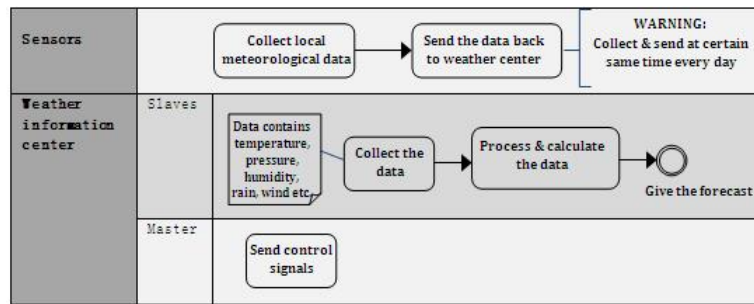 Sensors
Collect local
meteorological data
Send the data back
to weather center
WARNING:
Collect & send at certain
same time every day
Weather
information
center
Slaves
Data contains
temperature,
pressure,
humidity,
rain, wind etc
Collect the
data
Process & calculate
the data
Give the forecast
Master
Send control
signals